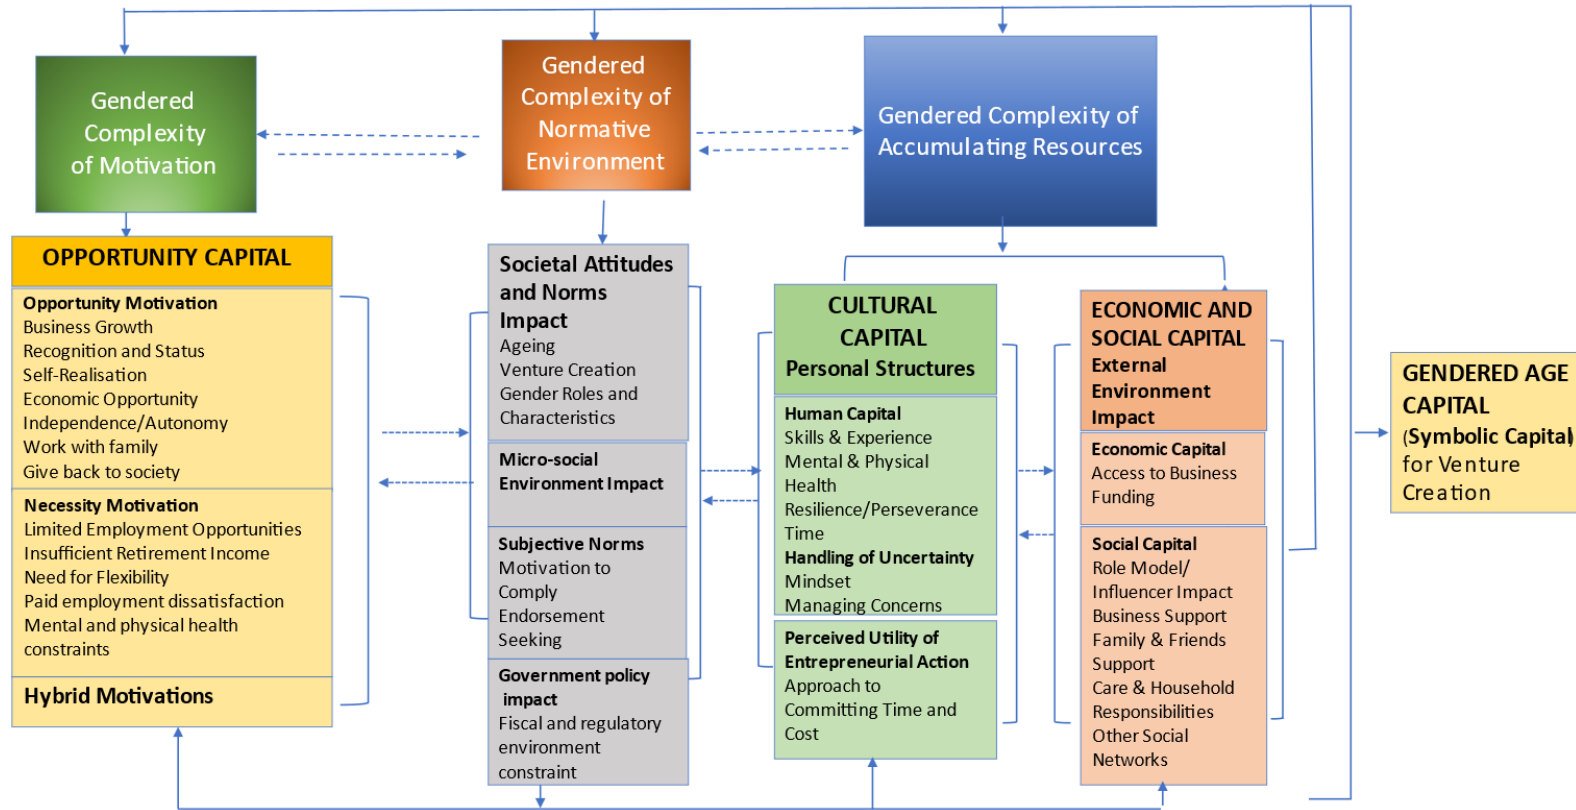 Gendered
Complexity
of Motivation
Gendered
Complexity of
Normative
Environment
Gendered Complexity of
Accumulating Resources
OPPORTUNITY CAPITAL
Opportunity Motivation
Business Growth
Recognition and Status
Self-Realisation
Economic Opportunity
Independence/Autonomy
Work with family
Give back to society
Necessity Motivation
Limited Employment Opportunities
Insufficient Retirement Income
Need for Flexibility
Paid employment dissatisfaction
Mental and physical health
constraints
Hybrid Motivations
Societal Attitudes
and Norms
Impact
Ageing
Venture Creation
Gender Roles and
Characteristics
Micro-social
Environment Impact
Subjective Norms
Motivation to
Comply
Endorsement
Seeking
Government policy
impact
Fiscal and regulatory
environment
constraint
CULTURAL
CAPITAL
Personal Structures
Human Capital
Skills & Experience
Mental & Physical
Health
Resilience/Perseverance
Time
Handling of Uncertainty
Mindset
Managing Concerns
Perceived Utility of
Entrepreneurial Action
Approach to
Committing Time and
Cost
ECONOMIC AND
SOCIAL CAPITAL
External
Environment
Impact
Economic Capital
Access to Business
Funding
Social Capital
Role Model/
Influencer Impact
Business Support
Family & Friends
Support
Care & Household
Responsibilities
Other Social
Networks
GENDERED AGE
CAPITAL
(Symbolic Capital)
for Venture
Creation